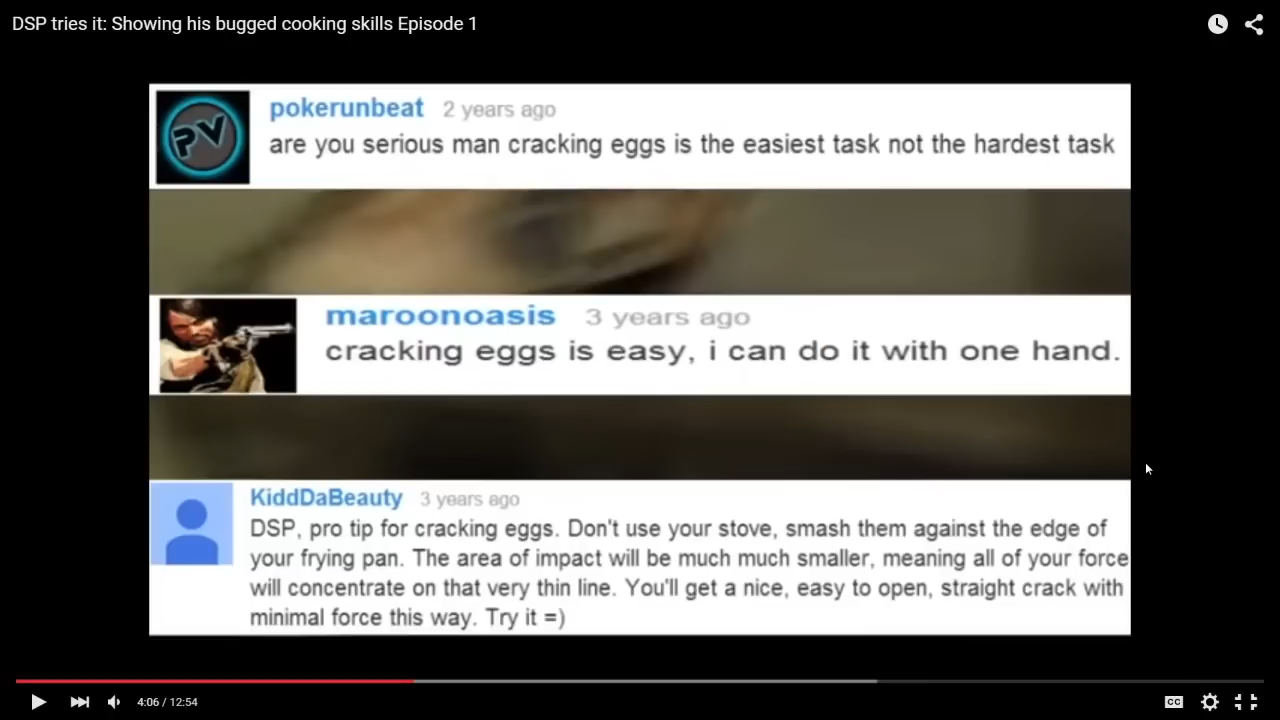 DSP tries it: Showing his bugged cooking skills Episode 1
PV
pokerunbeat 2 years ago
are you serious man cracking eggs is the easiest task not the hardest task
maroonoasis 3 years ago
cracking eggs is easy, i can do it with one hand.
KiddDaBeauty 3 years ago
DSP, pro tip for cracking eggs. Don't use your stove, smash them against the edge of
your frying pan. The area of impact will be much much smaller, meaning all of your force
will concentrate on that very thin line. You'll get a nice, easy to open, straight crack with
minimal force this way. Try it =)
4:06 / 12:54
CC